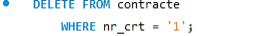 DELETE FROM contracte
WHERE nr_crt = '1';